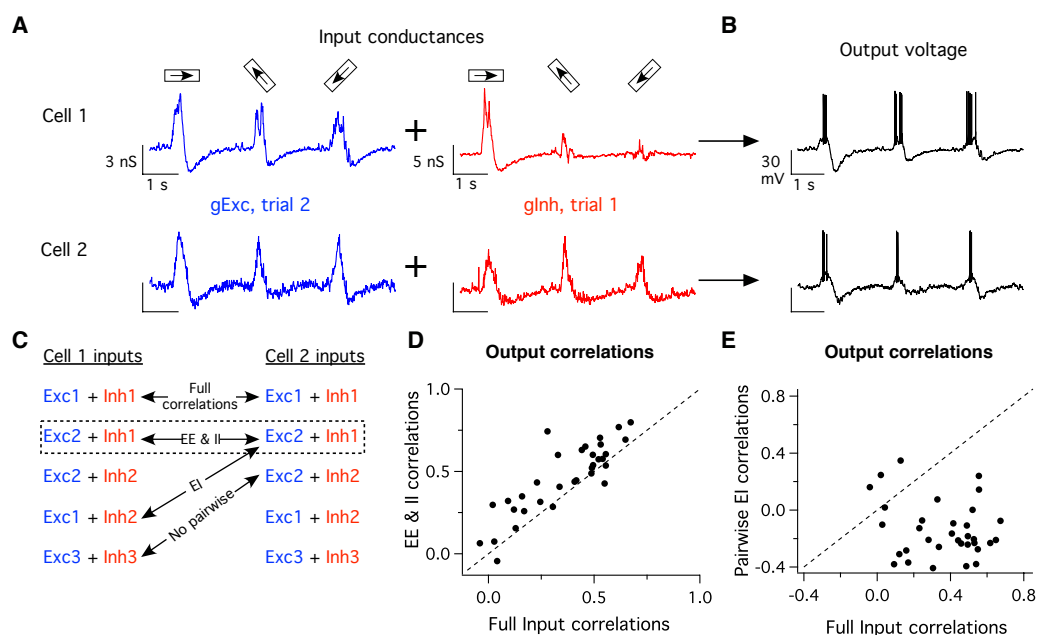 A
Input conductances
B
Output voltage
Cell 1
3 nS
1 s
5 nS
1 s
30
mV
1 s
gExc, trial 2
gInh, trial 1
Cell 2
C
Cell 1 inputs
Cell 2 inputs
Exc1 + Inh1
Full
correlations
Exc1 + Inh1
Exc2 + Inh1
EE & II
Exc2 + Inh1
Exc2 + Inh2
EI
Exc2 + Inh2
Exc1 + Inh2
No pairwise
Exc1 + Inh2
Exc3 + Inh3
Exc3 + Inh3
D
Output correlations
EE & II correlations
1.0
0.5
0.0
0.0
0.5
1.0
Full Input correlations
E
Output correlations
Pairwise EI correlations
0.8
0.4
0.0
-0.4
-0.4
0.0
0.4
0.8
Full Input correlations